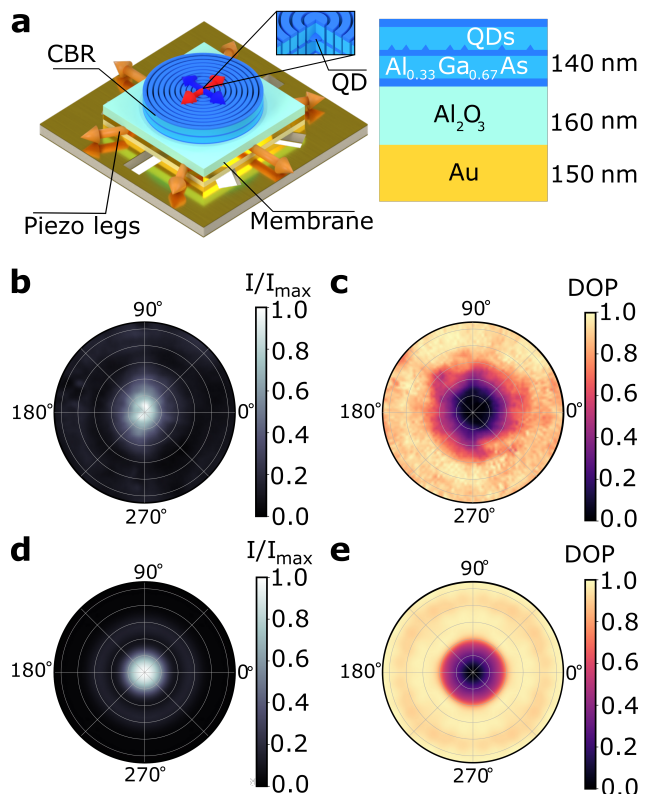 a
CBR
QD
Piezo legs
Membrane
QDs
Al0.33Ga0.67As
140 nm
Al2O3
160 nm
Au
150 nm
b
I/Imax
90°
180°
0°
270°
1.0
0.8
0.6
0.4
0.2
0.0
c
DOP
90°
180°
0°
270°
1.0
0.8
0.6
0.4
0.2
0.0
d
I/Imax
90°
180°
0°
270°
1.0
0.8
0.6
0.4
0.2
0.0
e
DOP
90°
180°
0°
270°
1.0
0.8
0.6
0.4
0.2
0.0